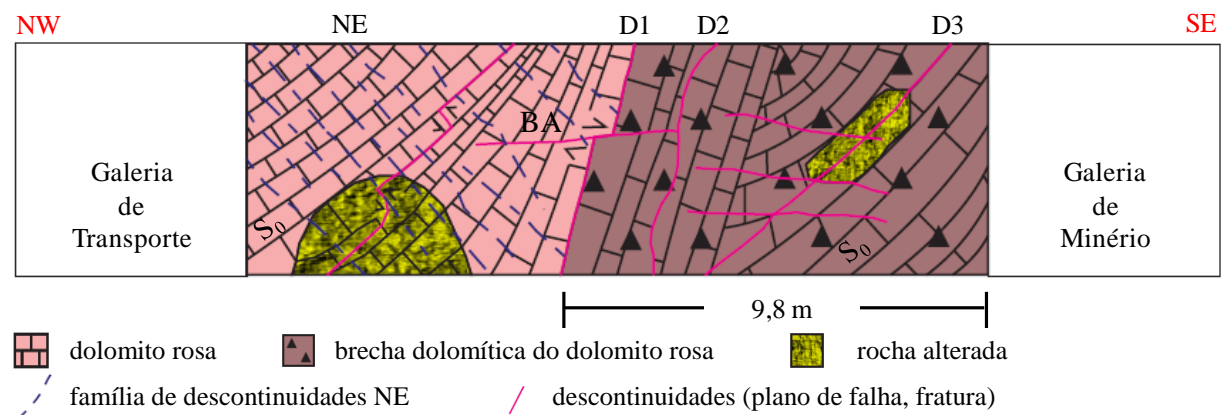 NW NE D1 D2 D3 SE
BA
Galeria
de
Transporte
Galeria
de
Minério
S₀
S₀
9,8 m
dolomito rosa brecha dolomítica do dolomito rosa rocha alterada
família de descontinuidades NE descontinuidades (plano de falha, fratura)